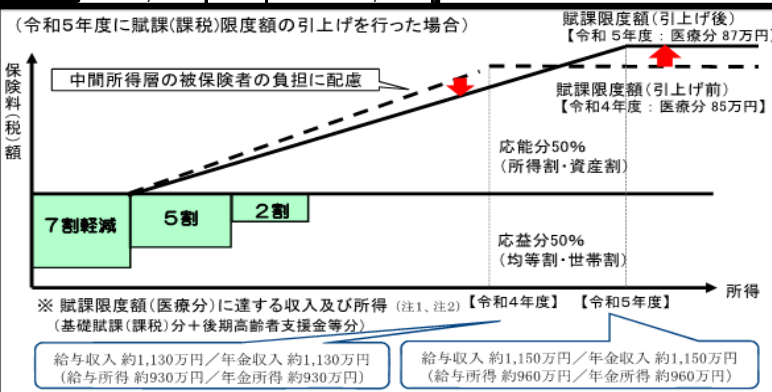 (令和5年度に賦課(課税)限度額の引上げを行った場合)
賦課限度額(引上げ後)
【令和5年度:医療分 87万円】
保険料(税)額
中間所得層の被保険者の負担に配慮
賦課限度額(引上げ前)
【令和4年度:医療分 85万円】
応能分50%
(所得割・資産割)
7割軽減
5割
2割
応益分50%
(均等割・世帯割)
所得
※ 賦課限度額(医療分)に達する収入及び所得 (注1、注2)
(基礎賦課(課税)分+後期高齢者支援金等分)
【令和4年度】
【令和5年度】
給与収入 約1,130万円/年金収入 約1,130万円
(給与所得 約930万円/年金所得 約930万円)
給与収入 約1,150万円/年金収入 約1,150万円
(給与所得 約960万円/年金所得 約960万円)